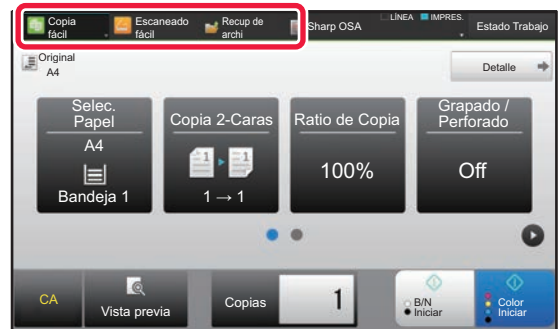 Copia
fácil
Escaneado
fácil
Recup de
archi
Sharp OSA
LÍNEA
IMPRES.
Estado Trabajo
Original
A4
Detalle
Selec.
Papel
A4
Bandeja 1
Copia 2-Caras
1
1
1 → 1
Ratio de Copia
100%
Grapado /
Perforado
Off
CA
Vista previa
Copias
1
B/N
Iniciar
Color
Iniciar